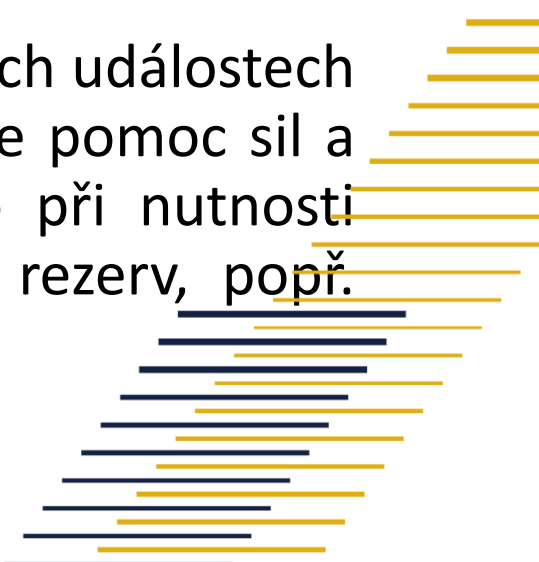 ch událostech
e pomoc sil a
při nutnosti
rezerv, popř.